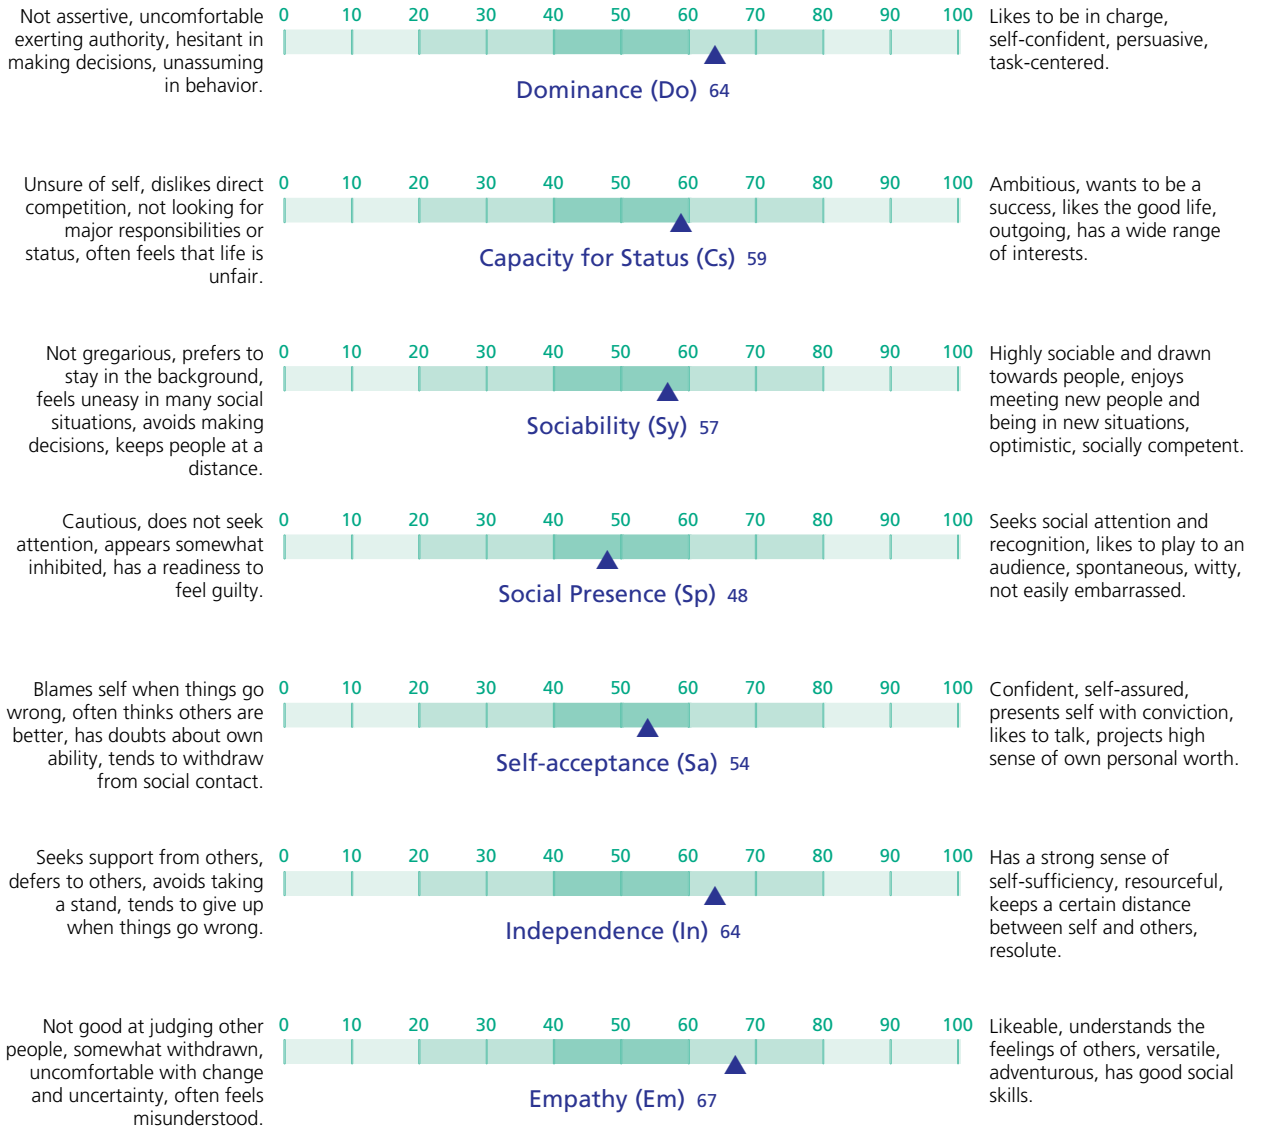 Not assertive, uncomfortable
exerting authority, hesitant in
making decisions, unassuming
in behavior.
0 10 20 30 40 50 60 70 80 90 100
Dominance (Do) 64
Likes to be in charge,
self-confident, persuasive,
task-centered.
Unsure of self, dislikes direct
competition, not looking for
major responsibilities or
status, often feels that life is
unfair.
0 10 20 30 40 50 60 70 80 90 100
Capacity for Status (Cs) 59
Ambitious, wants to be a
success, likes the good life,
outgoing, has a wide range
of interests.
Not gregarious, prefers to
stay in the background,
feels uneasy in many social
situations, avoids making
decisions, keeps people at a
distance.
0 10 20 30 40 50 60 70 80 90 100
Sociability (Sy) 57
Highly sociable and drawn
towards people, enjoys
meeting new people and
being in new situations,
optimistic, socially competent.
Cautious, does not seek
attention, appears somewhat
inhibited, has a readiness to
feel guilty.
0 10 20 30 40 50 60 70 80 90 100
Social Presence (Sp) 48
Seeks social attention and
recognition, likes to play to an
audience, spontaneous, witty,
not easily embarrassed.
Blames self when things go
wrong, often thinks others are
better, has doubts about own
ability, tends to withdraw
from social contact.
0 10 20 30 40 50 60 70 80 90 100
Self-acceptance (Sa) 54
Confident, self-assured,
presents self with conviction,
likes to talk, projects high
sense of own personal worth.
Seeks support from others,
defers to others, avoids taking
a stand, tends to give up
when things go wrong.
0 10 20 30 40 50 60 70 80 90 100
Independence (In) 64
Has a strong sense of
self-sufficiency, resourceful,
keeps a certain distance
between self and others,
resolute.
Not good at judging other
people, somewhat withdrawn,
uncomfortable with change
and uncertainty, often feels
misunderstood.
0 10 20 30 40 50 60 70 80 90 100
Empathy (Em) 67
Likeable, understands the
feelings of others, versatile,
adventurous, has good social
skills.